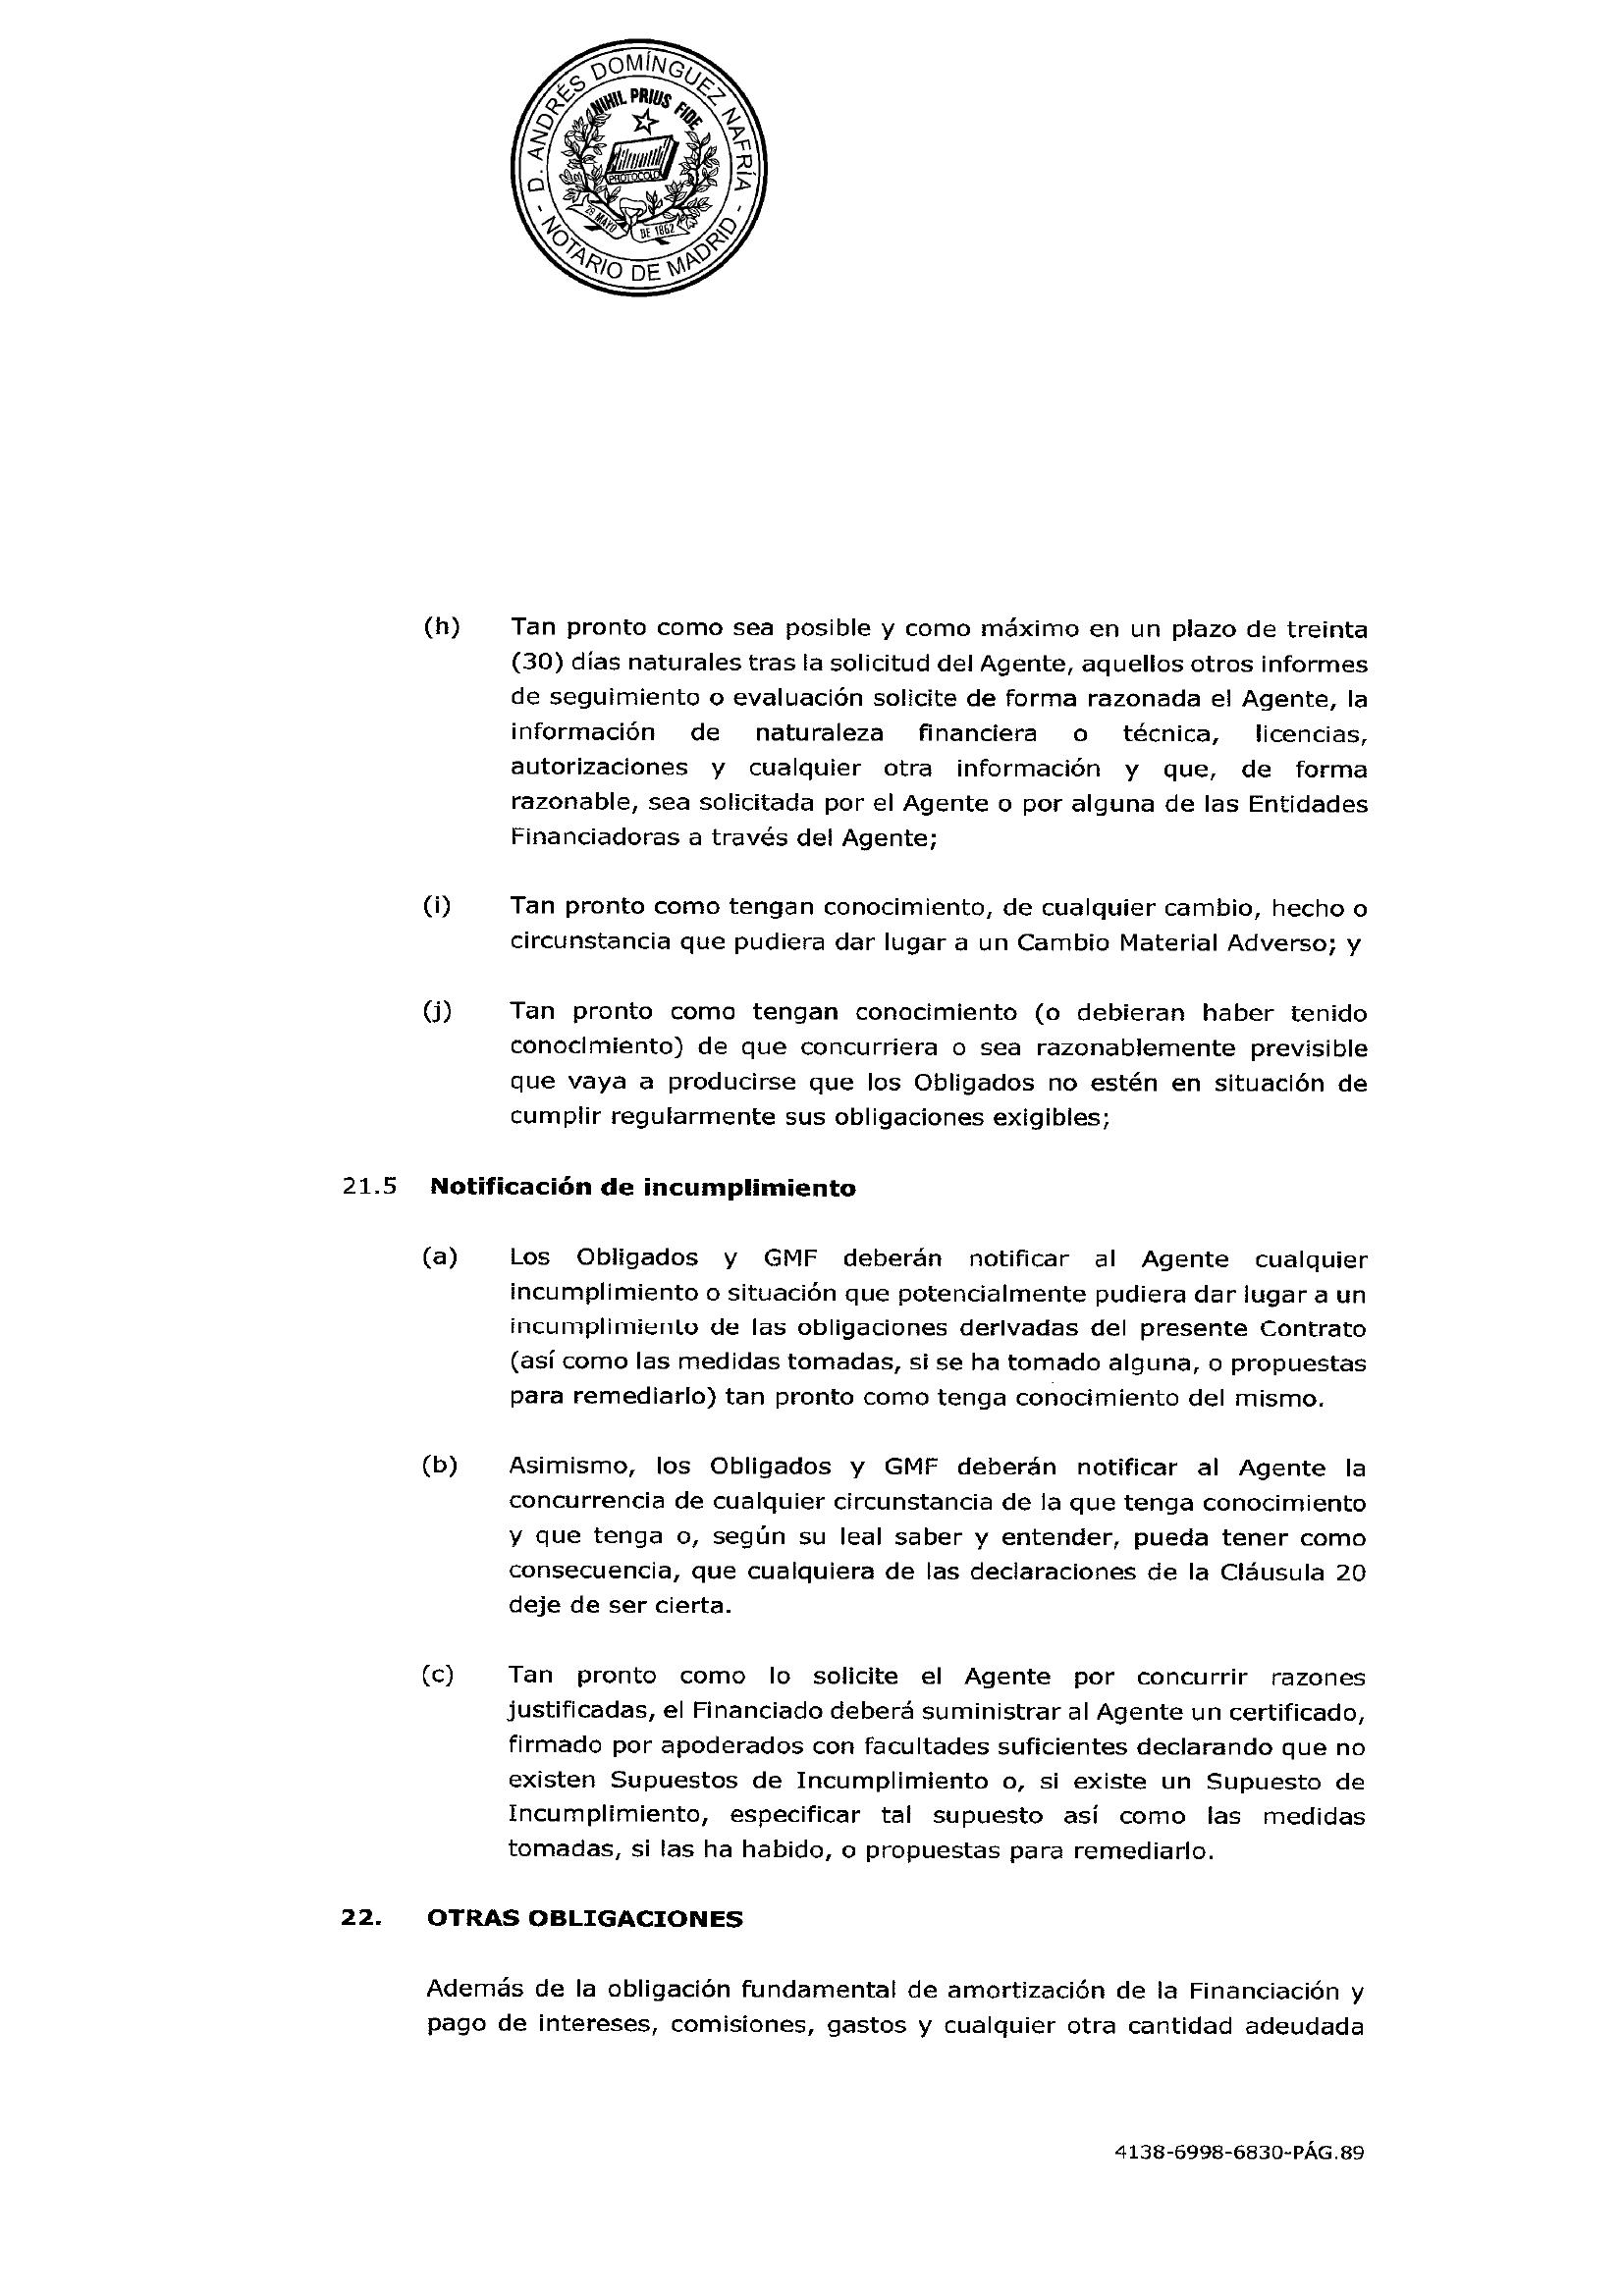 D. ANDRÉS DOMÍNGUEZ NAFRÍA
NIHIL PRIUS FIDE
PROTOCOLO
29 MAYO DE 1862
- NOTARIO DE MADRID -
(h) Tan pronto como sea posible y como máximo en un plazo de treinta
(30) días naturales tras la solicitud del Agente, aquellos otros informes
de seguimiento o evaluación solicite de forma razonada el Agente, la
información de naturaleza financiera o técnica, licencias,
autorizaciones y cualquier otra información y que, de forma
razonable, sea solicitada por el Agente o por alguna de las Entidades
Financiadoras a través del Agente;
(i) Tan pronto como tengan conocimiento, de cualquier cambio, hecho o
circunstancia que pudiera dar lugar a un Cambio Material Adverso; y
(j) Tan pronto como tengan conocimiento (o debieran haber tenido
conocimiento) de que concurriera o sea razonablemente previsible
que vaya a producirse que los Obligados no estén en situación de
cumplir regularmente sus obligaciones exigibles;
21.5 Notificación de incumplimiento
(a) Los Obligados y GMF deberán notificar al Agente cualquier
incumplimiento o situación que potencialmente pudiera dar lugar a un
incumplimiento de las obligaciones derivadas del presente Contrato
(así como las medidas tomadas, si se ha tomado alguna, o propuestas
para remediarlo) tan pronto como tenga conocimiento del mismo.
(b) Asimismo, los Obligados y GMF deberán notificar al Agente la
concurrencia de cualquier circunstancia de la que tenga conocimiento
y que tenga o, según su leal saber y entender, pueda tener como
consecuencia, que cualquiera de las declaraciones de la Cláusula 20
deje de ser cierta.
(c) Tan pronto como lo solicite el Agente por concurrir razones
justificadas, el Financiado deberá suministrar al Agente un certificado,
firmado por apoderados con facultades suficientes declarando que no
existen Supuestos de Incumplimiento o, si existe un Supuesto de
Incumplimiento, especificar tal supuesto así como las medidas
tomadas, si las ha habido, o propuestas para remediarlo.
22. OTRAS OBLIGACIONES
Además de la obligación fundamental de amortización de la Financiación y
pago de intereses, comisiones, gastos y cualquier otra cantidad adeudada
4138-6998-6830-PÁG.89